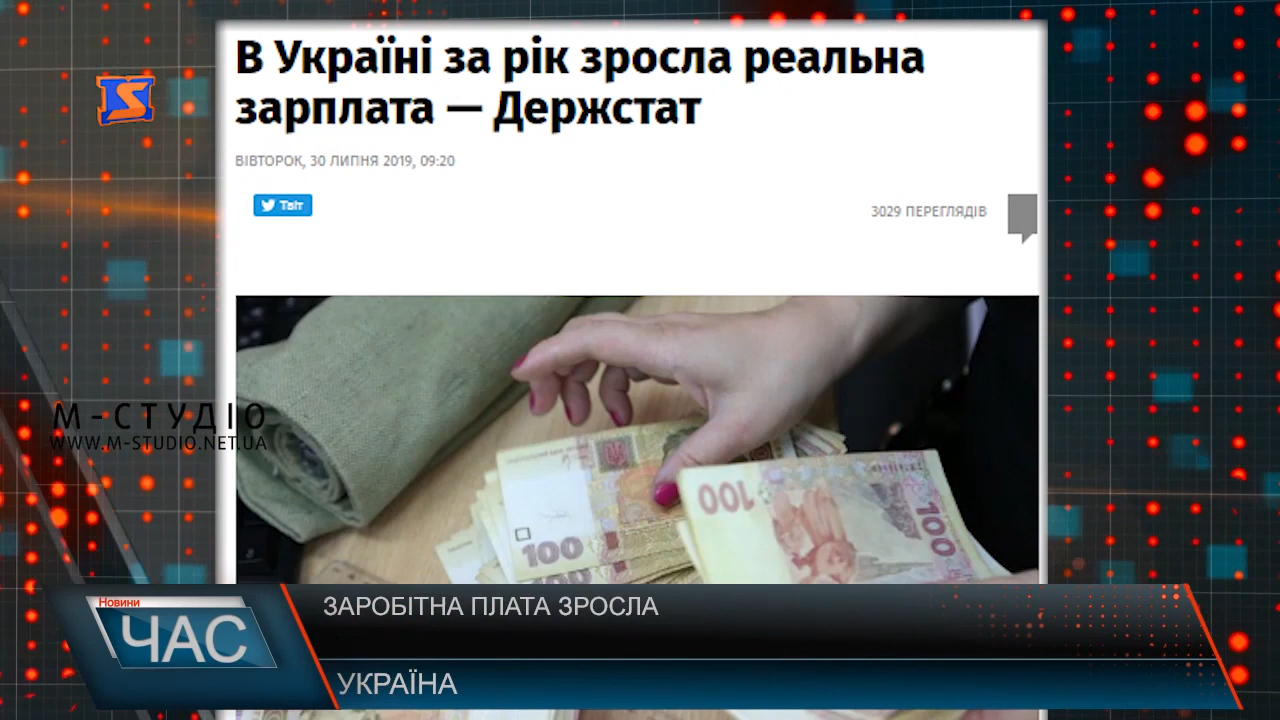 В Україні за рік зросла реальна
зарплата — Держстат
ВІВТОРОК, 30 ЛИПНЯ 2019, 09:20
Твіт
3029 ПЕРЕГЛЯДІВ
М-СТУДІО
WWW.M-STUDIO.NET.UA
100
100
100
100
Новини
ЧАС
ЗАРОБІТНА ПЛАТА ЗРОСЛА
УКРАЇНА